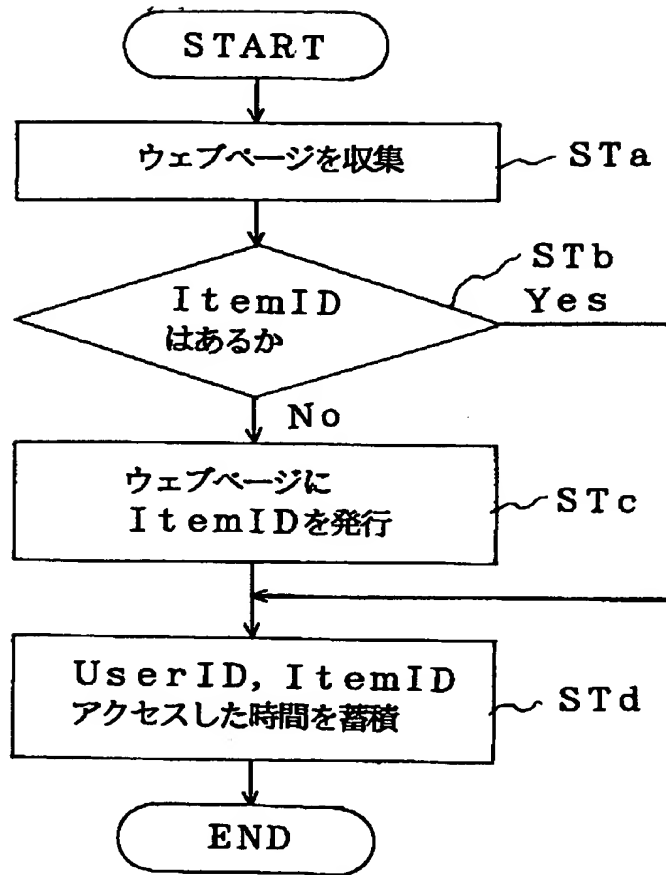 START
ウェブページを収集
STa
STb
ItemID
はあるか
Yes
No
ウェブページに
ItemIDを発行
STc
UserID, ItemID
アクセスした時間を蓄積
STd
END